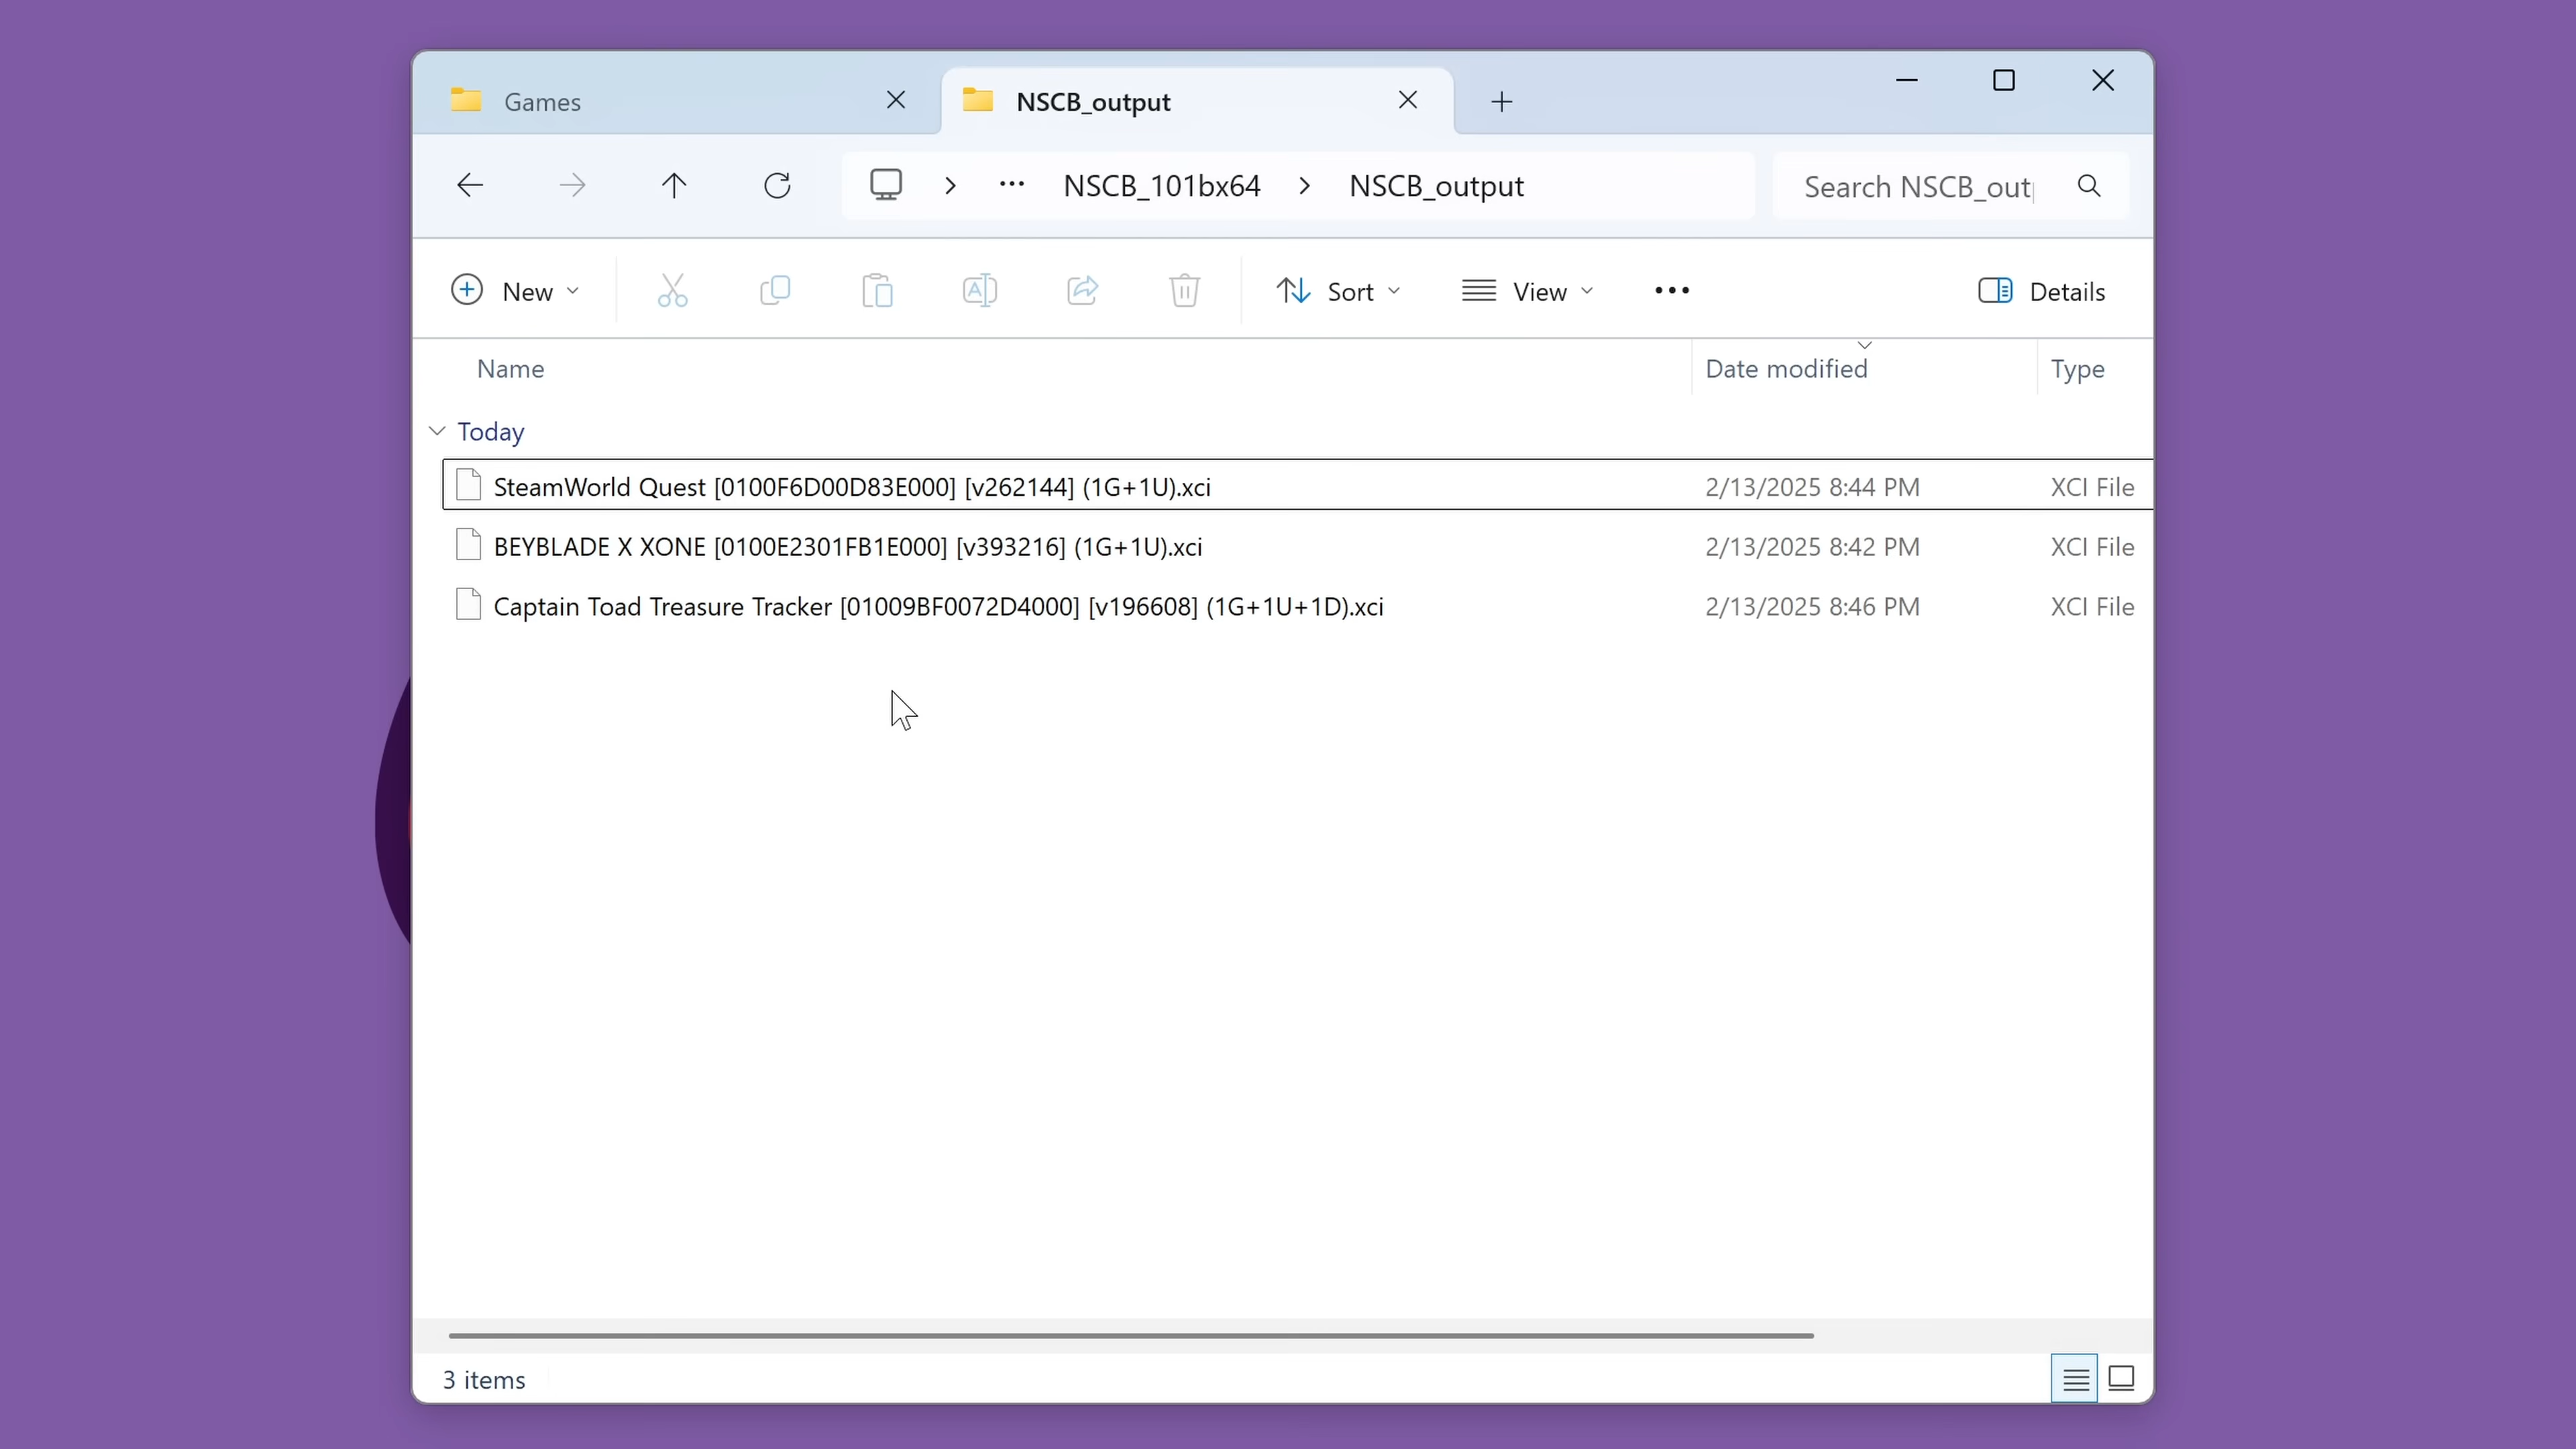 Games
NSCB_output
NSCB_101bx64
NSCB_output
Search NSCB_out
New
Sort
View
Details
Name
Date modified
Type
Today
SteamWorld Quest [0100F6D00D83E000] [v262144] (1G+1U).xci
2/13/2025 8:44 PM
XCI File
BEYBLADE X XONE [0100E2301FB1E000] [v393216] (1G+1U).xci
2/13/2025 8:42 PM
XCI File
Captain Toad Treasure Tracker [01009BF0072D4000] [v196608] (1G+1U+1D).xci
2/13/2025 8:46 PM
XCI File
3 items